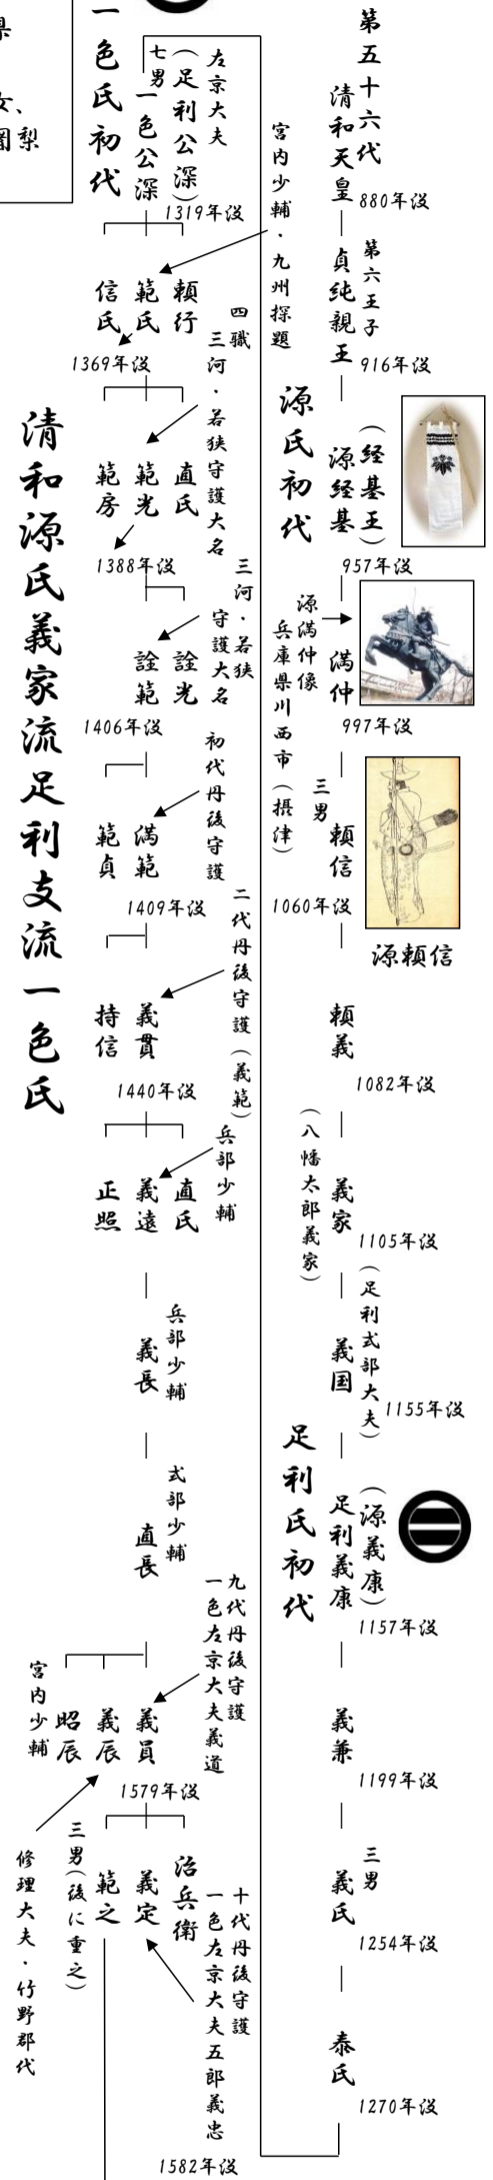 第五十六代
清和天皇
880年没
第六王子
貞純親王
916年没
(経基王)
源経基
源氏初代
957年没
満仲
源満仲像
兵庫県川西市(摂津)
997年没
三男
頼信
1060年没
源頼信
頼義
1082年没
義家
(八幡太郎義家)
1105年没
(足利式部大夫)
義国
1155年没
(源義康)
足利義康
足利氏初代
1157年没
義兼
1199年没
三男
義氏
1254年没
泰氏
1270年没
左京大夫
(足利公深)
一色公深
七男
一色氏初代
1319年没
宮内少輔・九州探題
頼行
範氏
信氏
1369年没
四職
三河・若狭守護大名
直氏
範光
範房
1388年没
三河・若狭
守護大名
詮光
詮範
1406年没
初代丹後守護
満範
範貞
1409年没
二代丹後守護(義範)
義貫
持信
1440年没
兵部少輔
直氏
義遠
正照
兵部少輔
義長
式部少輔
直長
九代丹後守護
一色左京大夫義道
義員
義辰
昭辰
宮内少輔
1579年没
修理大夫・竹野郡代
治兵衛
義定
範之
三男(後に重之)
十代丹後守護
一色左京大夫五郎義忠
1582年没
清和源氏義家流足利支流一色氏
女、
闍梨